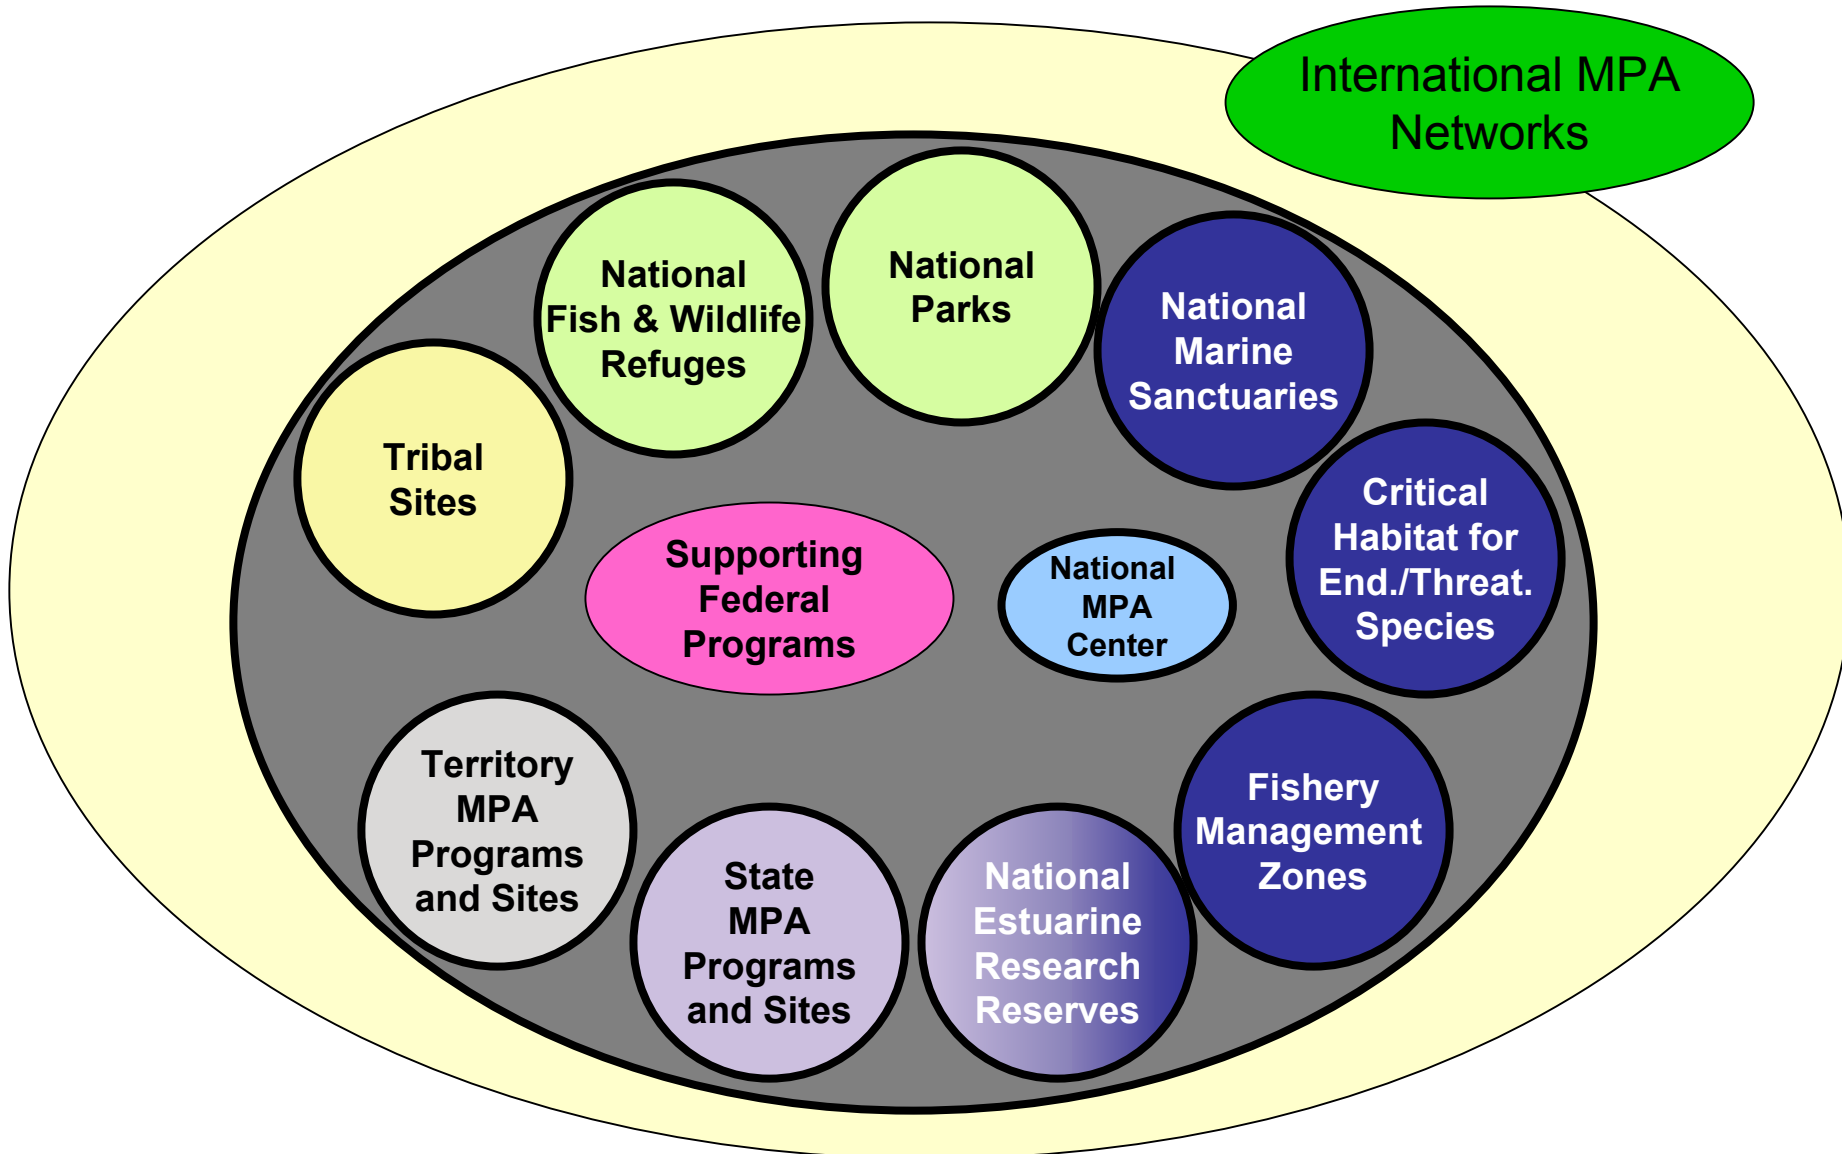 International MPA
Networks
National
Fish & Wildlife
Refuges
National
Parks
National
Marine
Sanctuaries
Tribal
Sites
Critical
Habitat for
End./Threat.
Species
Supporting
Federal
Programs
National
MPA
Center
Territory
MPA
Programs
and Sites
State
MPA
Programs
and Sites
National
Estuarine
Research
Reserves
Fishery
Management
Zones